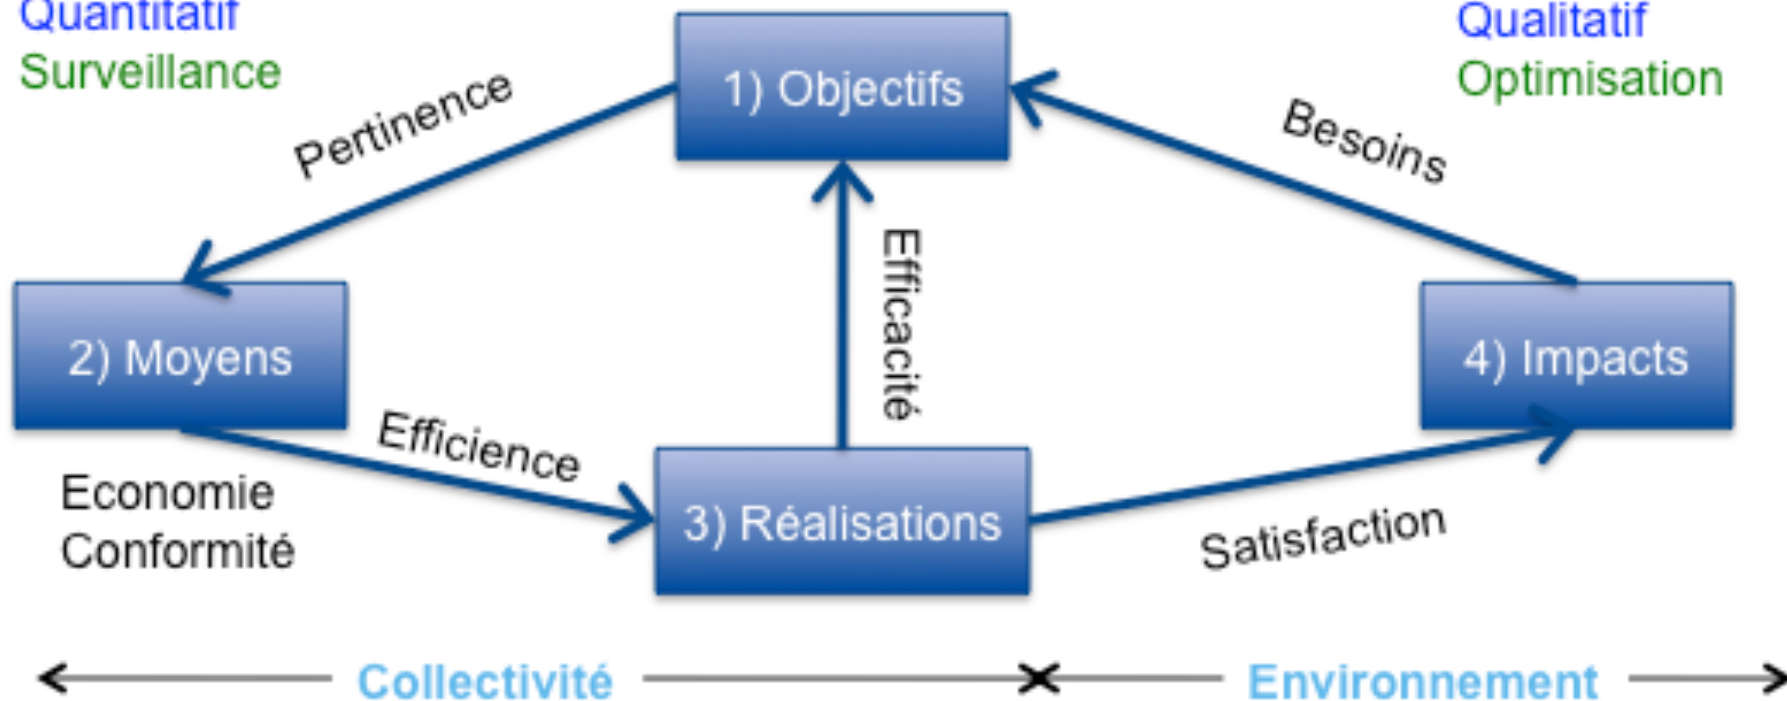 Quantitatif
Surveillance
Qualitatif
Optimisation
1) Objectifs
Pertinence
Besoins
Efficacité
2) Moyens
4) Impacts
Efficience
Economie
Conformité
3) Réalisations
Satisfaction
Collectivité
Environnement